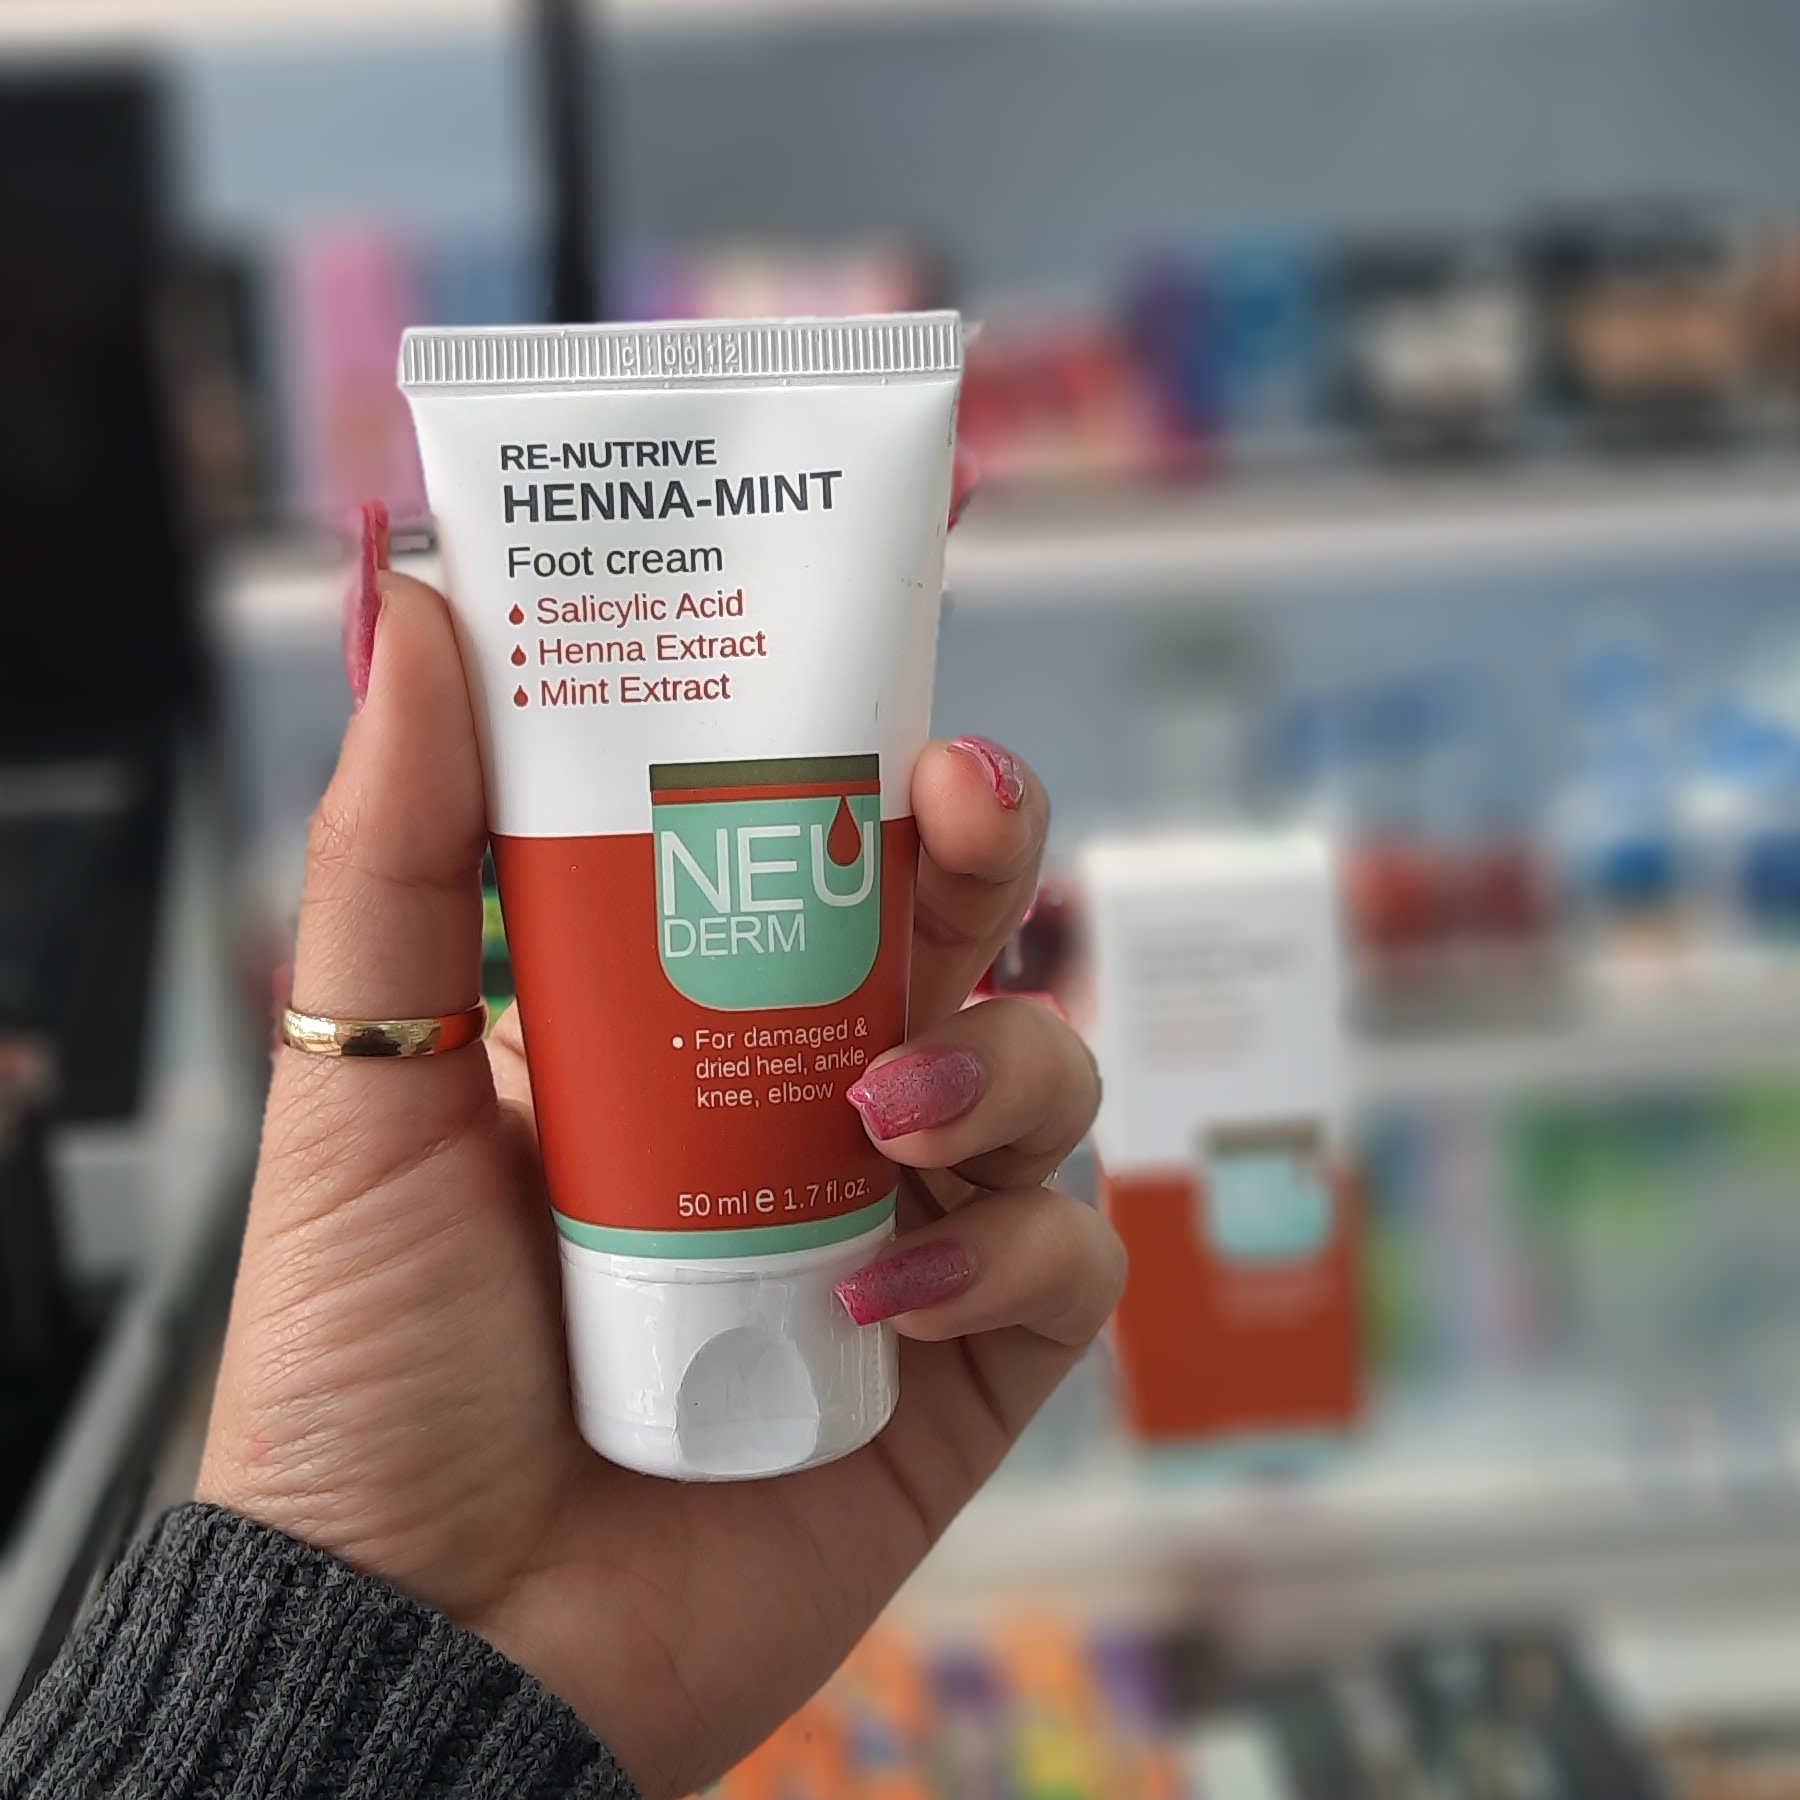 C10012
RE-NUTRIVE
HENNA-MINT
Foot cream
Salicylic Acid
Henna Extract
Mint Extract
NEU
DERM
• For damaged &
dried heel, ankle,
knee, elbow
50 ml e 1.7 fl.oz.